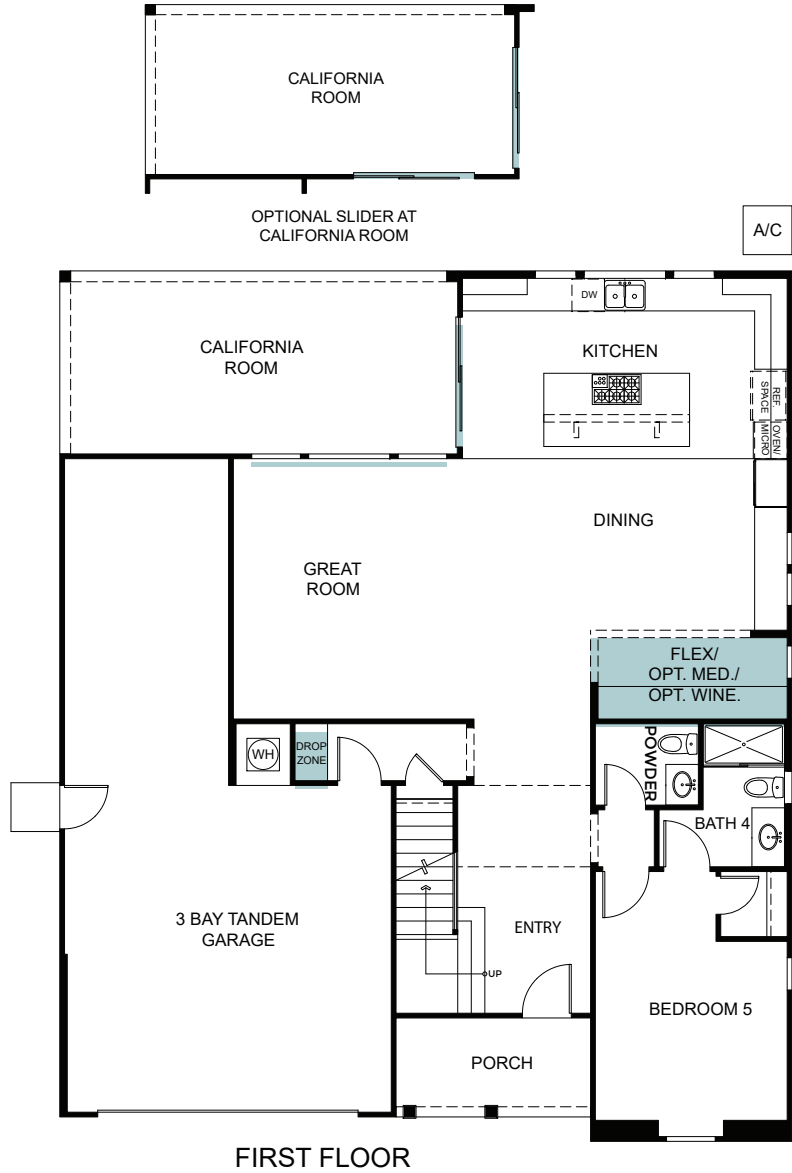 CALIFORNIA
ROOM
OPTIONAL SLIDER AT
CALIFORNIA ROOM
A/C
DW
CALIFORNIA
ROOM
KITCHEN
REF.
SPACE
OVEN/
MICRO
DINING
GREAT
ROOM
FLEX/
OPT. MED./
OPT. WINE.
WH
DROP
ZONE
POWDER
BATH 4
3 BAY TANDEM
GARAGE
ENTRY
UP
BEDROOM 5
PORCH
FIRST FLOOR